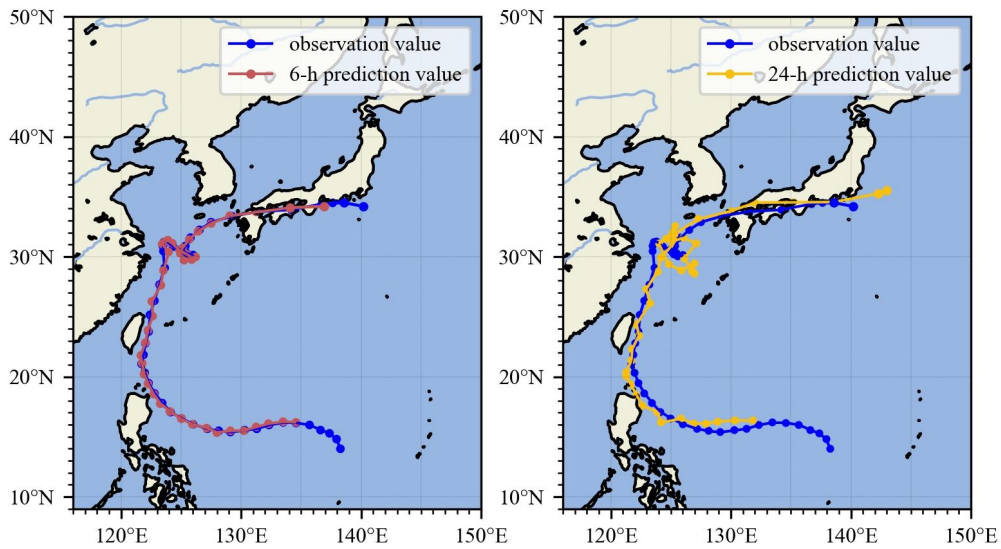 50°N
40°N
30°N
20°N
10°N
120°E
130°E
140°E
150°E
observation value
6-h prediction value
50°N
40°N
30°N
20°N
10°N
120°E
130°E
140°E
150°E
observation value
24-h prediction value